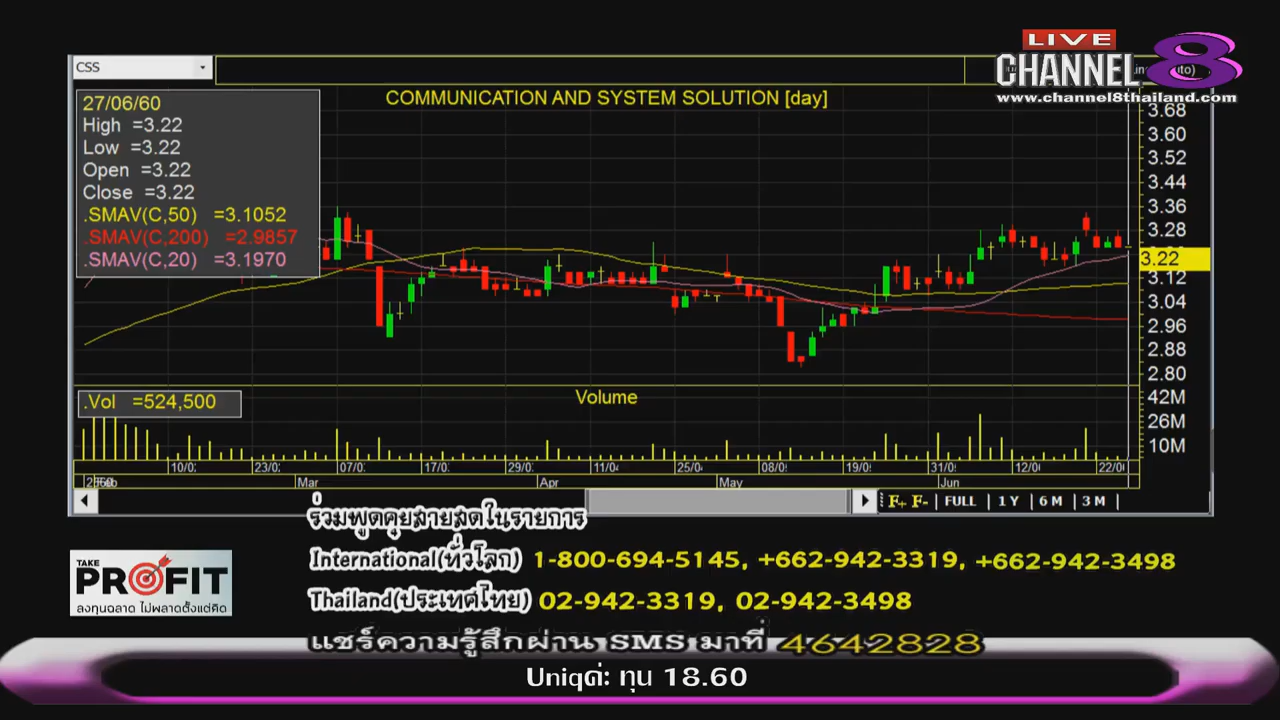 LIVE
CHANNEL 8
www.channel8thailand.com
CSS
COMMUNICATION AND SYSTEM SOLUTION [day]
27/06/60
High =3.22
Low =3.22
Open =3.22
Close =3.22
.SMAV(C,50) =3.1052
.SMAV(C,200) =2.9857
.SMAV(C,20) =3.1970
3.68
3.60
3.52
3.44
3.36
3.28
3.22
3.12
3.04
2.96
2.88
2.80
.Vol =524,500
Volume
42M
26M
10M
10/0 23/0 07/0 17/0 29/0 11/0 25/0 08/0 19/0 31/0 12/0 22/0
Mar Apr May Jun
F+ F- | FULL | 1 Y | 6 M | 3 M |
ร่วมพูดคุยสายสดในรายการ
TAKE
PROFIT
ลงทุนฉลาด ไม่พลาดตั้งแต่คิด
International(ทั่วโลก) 1-800-694-5145, +662-942-3319, +662-942-3498
Thailand(ประเทศไทย) 02-942-3319, 02-942-3498
แชร์ความรู้สึกผ่าน SMS มาที่ 4642828
Uniqค่ะ ทุน 18.60